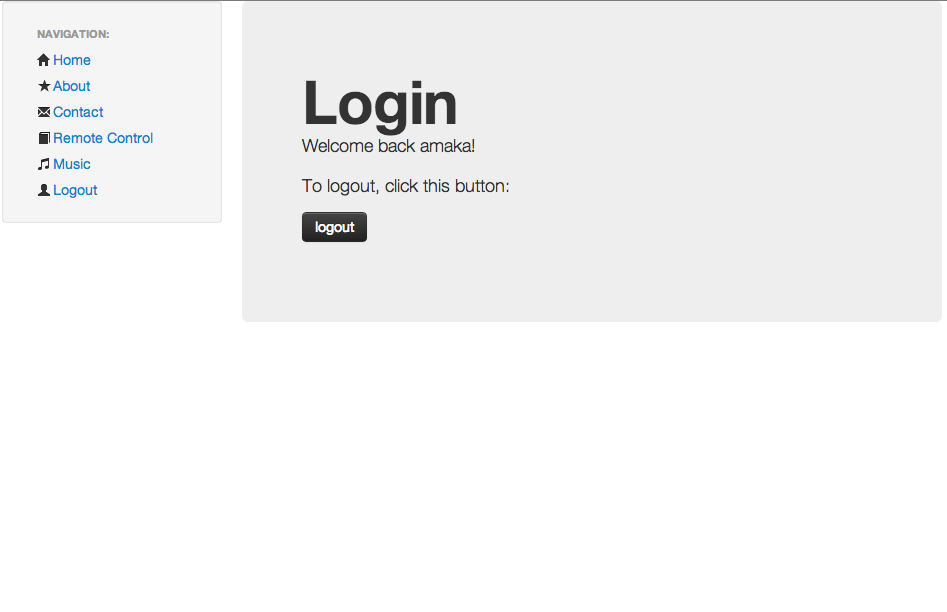 NAVIGATION:
Home
About
Contact
Remote Control
Music
Logout
Login
Welcome back amaka!
To logout, click this button:
logout